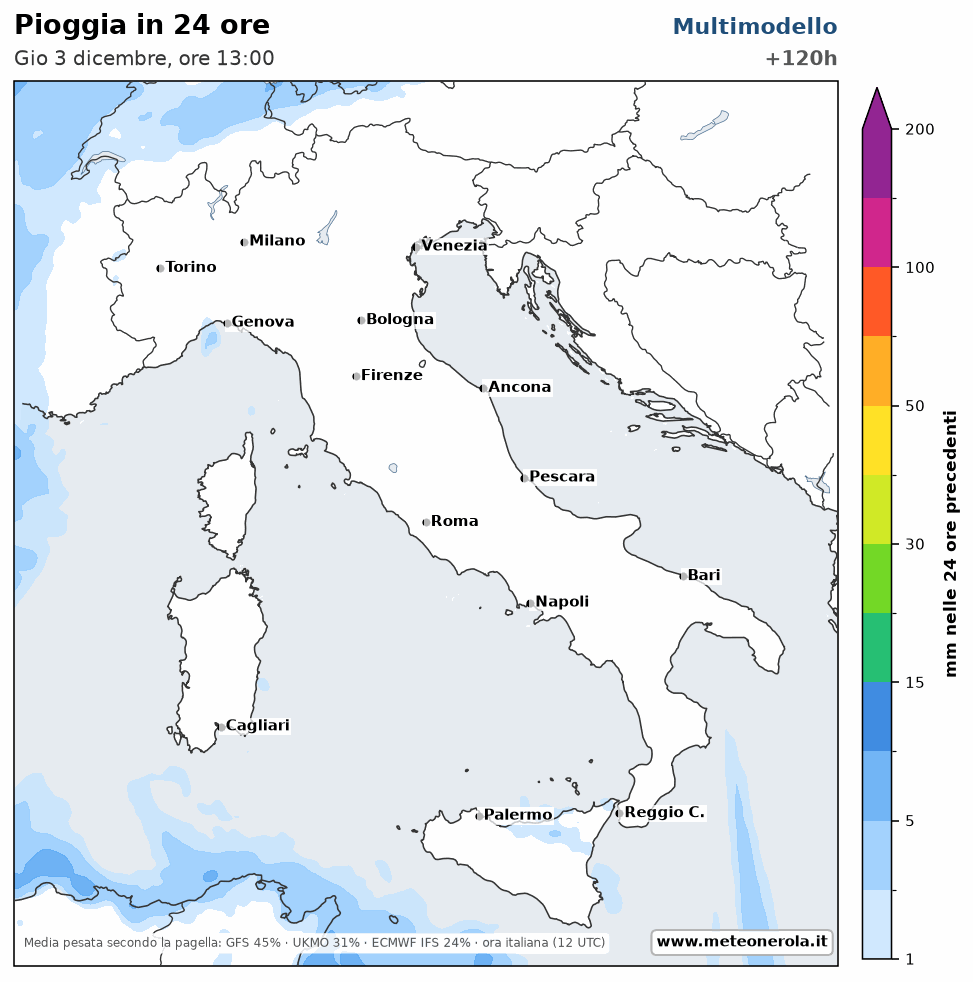 Pioggia in 24 ore
Multimodello
Gio 3 dicembre, ore 13:00
+120h
200
100
50
30
15
5
1
mm nelle 24 ore precedenti
Milano
Venezia
Torino
Genova
Bologna
Firenze
Ancona
Pescara
Roma
Bari
Napoli
Cagliari
Palermo
Reggio C.
Media pesata secondo la pagella: GFS 45% · UKMO 31% · ECMWF IFS 24% · ora italiana (12 UTC)
www.meteonerola.it